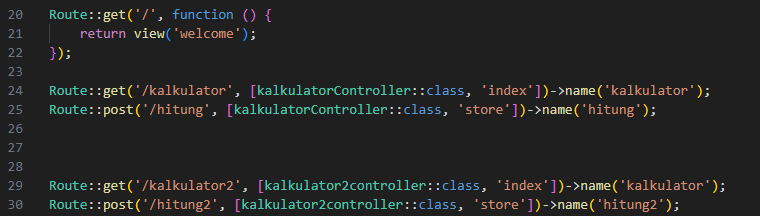 20 Route::get('/', function () {
21     return view('welcome');
22 });
23
24 Route::get('/kalkulator', [kalkulatorController::class, 'index'])->name('kalkulator');
25 Route::post('/hitung', [kalkulatorController::class, 'store'])->name('hitung');
26
27
28
29 Route::get('/kalkulator2', [kalkulator2controller::class, 'index'])->name('kalkulator');
30 Route::post('/hitung2', [kalkulator2controller::class, 'store'])->name('hitung2');